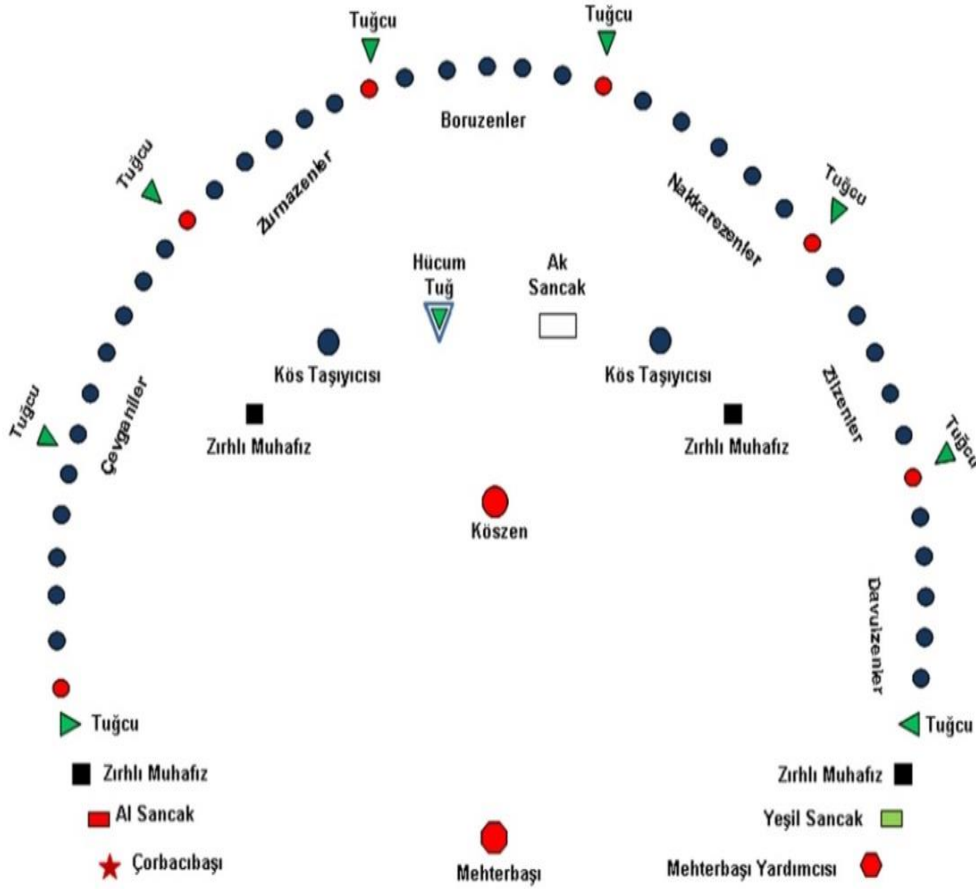 Tuğcu
Tuğcu
Boruzenler
Tuğcu
Zurnazenler
Nakkarezenler
Tuğcu
Hücum
Tuğ
Ak
Sancak
Kös Taşıyıcısı
Kös Taşıyıcısı
Tuğcu
Çevganiler
Zilzenler
Tuğcu
Zırhlı Muhafız
Zırhlı Muhafız
Köszen
Davulzenler
Tuğcu
Tuğcu
Zırhlı Muhafız
Zırhlı Muhafız
Al Sancak
Yeşil Sancak
Çorbacıbaşı
Mehterbaşı
Mehterbaşı Yardımcısı